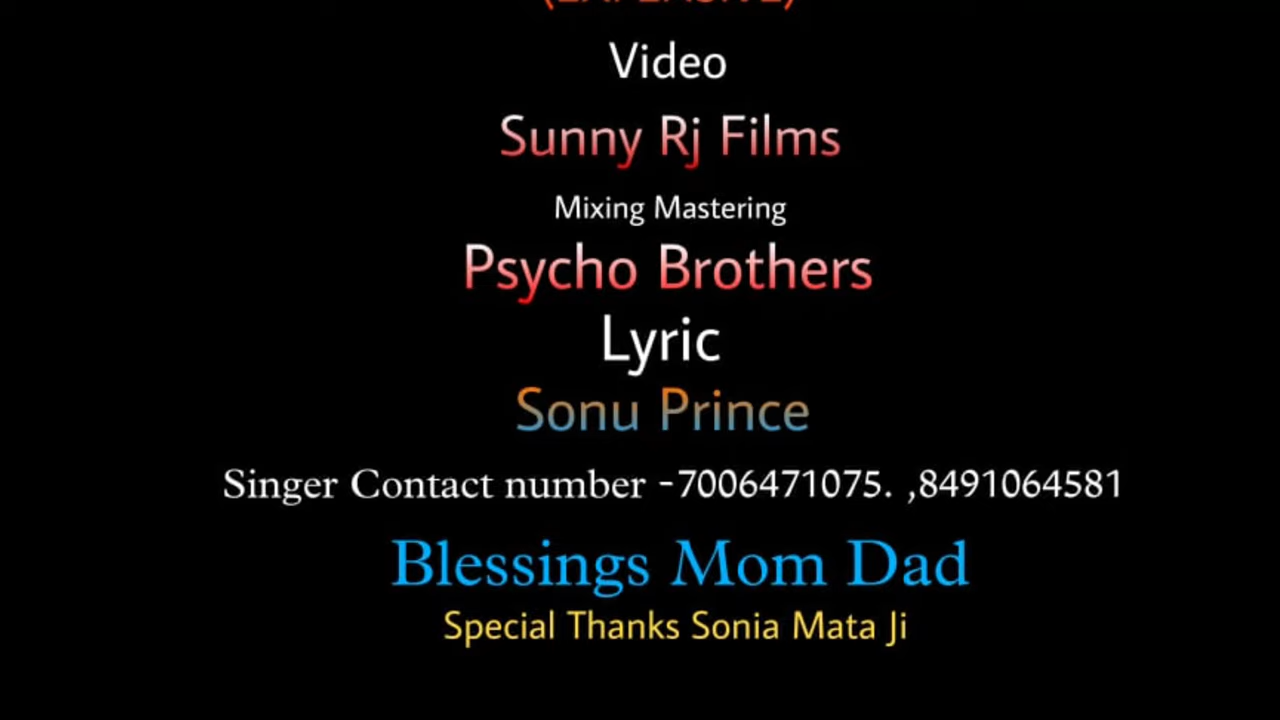 Video
Sunny Rj Films
Mixing Mastering
Psycho Brothers
Lyric
Sonu Prince
Singer Contact number -7006471075. ,8491064581
Blessings Mom Dad
Special Thanks Sonia Mata Ji